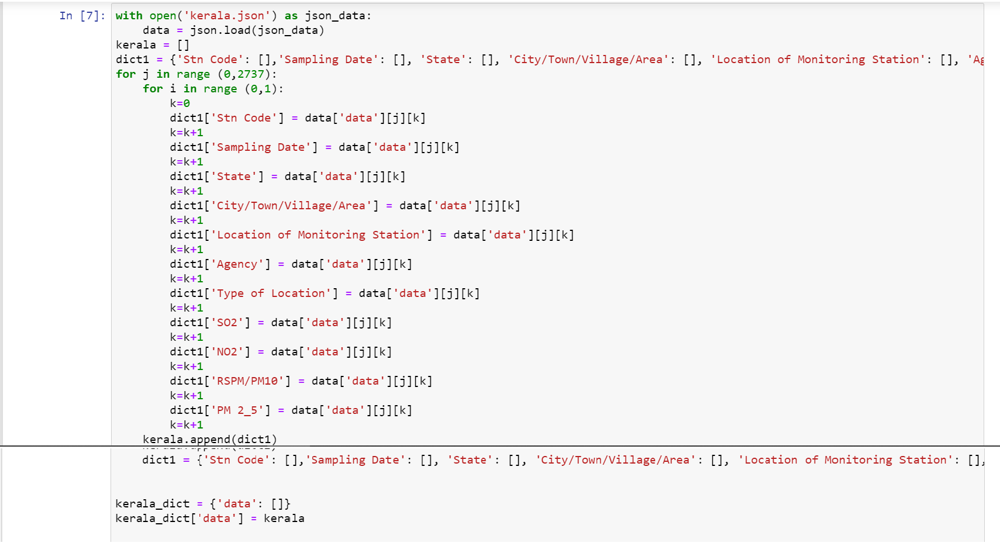 In [7]: with open('kerala.json') as json_data:
    data = json.load(json_data)
kerala = []
dict1 = {'Stn Code': [],'Sampling Date': [], 'State': [], 'City/Town/Village/Area': [], 'Location of Monitoring Station': [], 'Ag
for j in range (0,2737):
    for i in range (0,1):
        k=0
        dict1['Stn Code'] = data['data'][j][k]
        k=k+1
        dict1['Sampling Date'] = data['data'][j][k]
        k=k+1
        dict1['State'] = data['data'][j][k]
        k=k+1
        dict1['City/Town/Village/Area'] = data['data'][j][k]
        k=k+1
        dict1['Location of Monitoring Station'] = data['data'][j][k]
        k=k+1
        dict1['Agency'] = data['data'][j][k]
        k=k+1
        dict1['Type of Location'] = data['data'][j][k]
        k=k+1
        dict1['SO2'] = data['data'][j][k]
        k=k+1
        dict1['NO2'] = data['data'][j][k]
        k=k+1
        dict1['RSPM/PM10'] = data['data'][j][k]
        k=k+1
        dict1['PM 2_5'] = data['data'][j][k]
        k=k+1
    kerala.append(dict1)
    dict1 = {'Stn Code': [],'Sampling Date': [], 'State': [], 'City/Town/Village/Area': [], 'Location of Monitoring Station': [],
kerala_dict = {'data': []}
kerala_dict['data'] = kerala